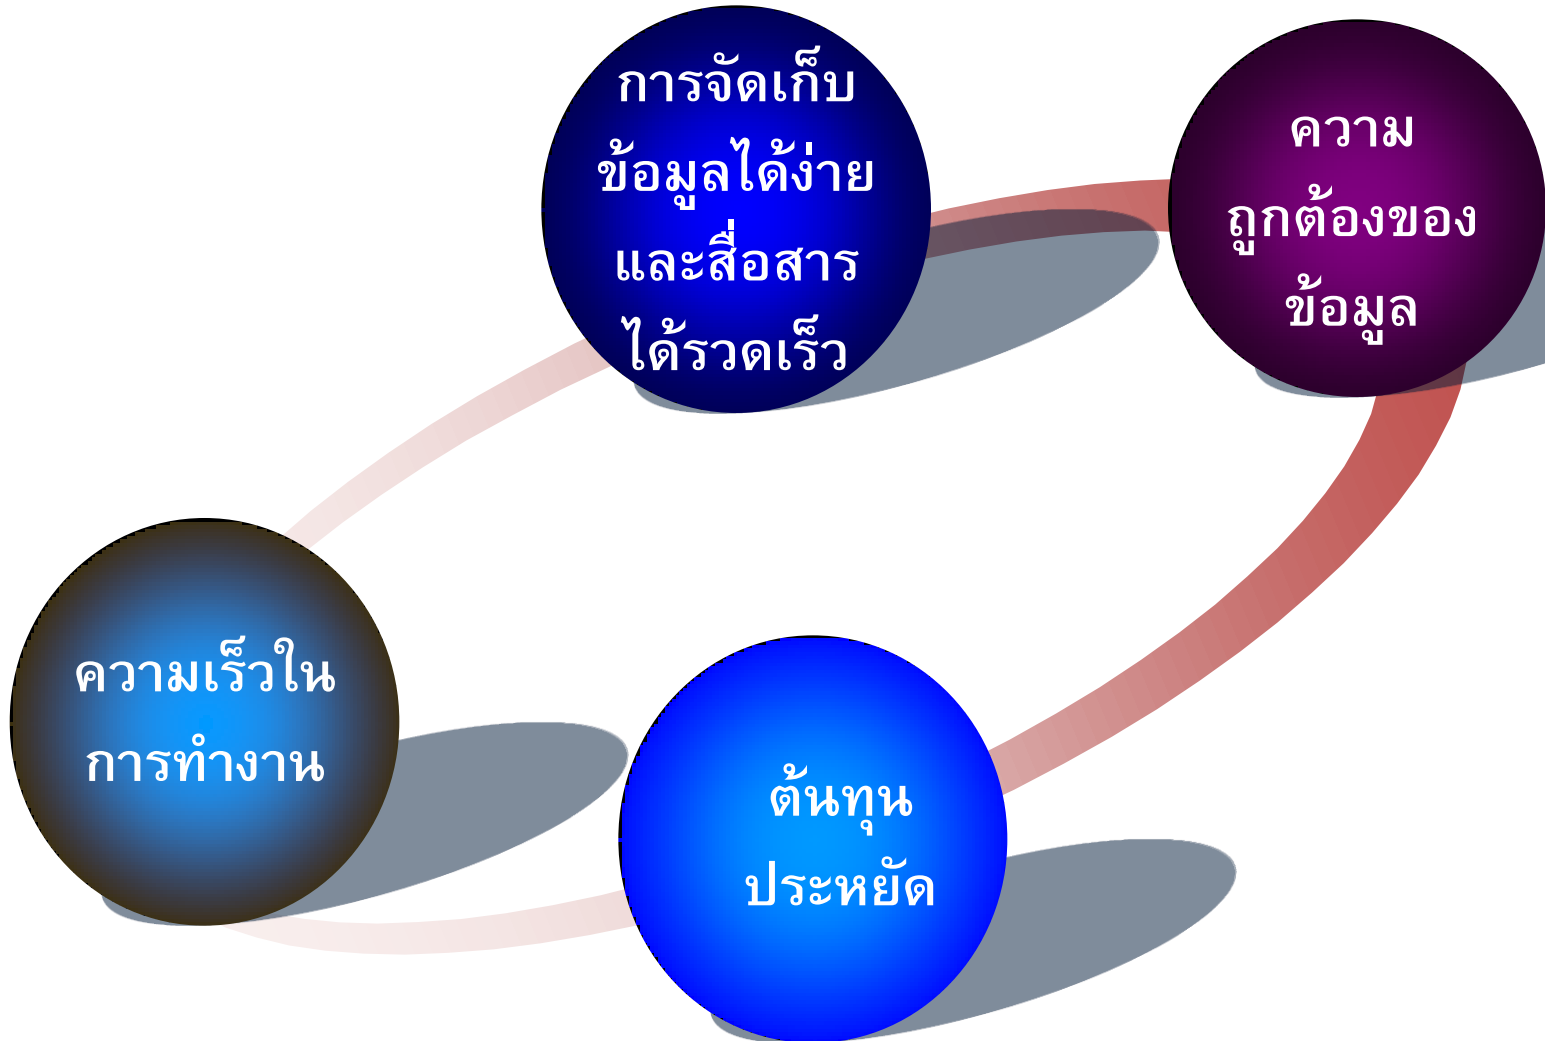 การจัดเก็บ
ข้อมูลได้ง่าย
และสื่อสาร
ได้รวดเร็ว
ความ
ถูกต้องของ
ข้อมูล
ความเร็วใน
การทำงาน
ต้นทุน
ประหยัด